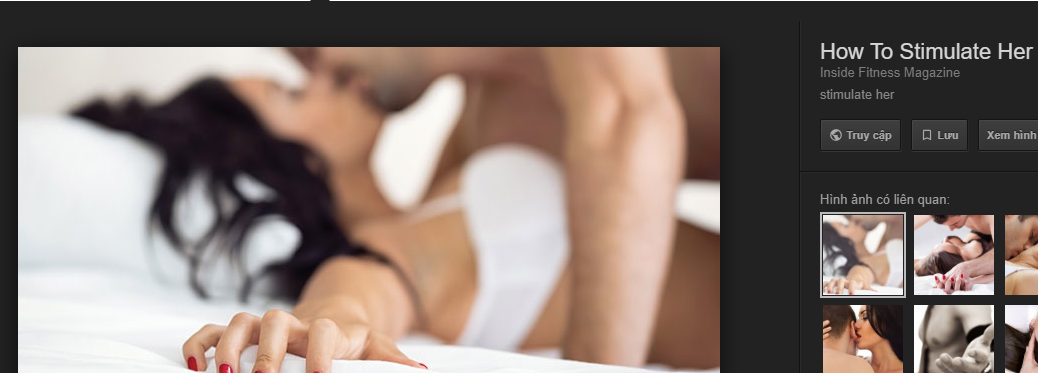 How To Stimulate Her
Inside Fitness Magazine
stimulate her
Truy cập
Lưu
Xem hình
Hình ảnh có liên quan: